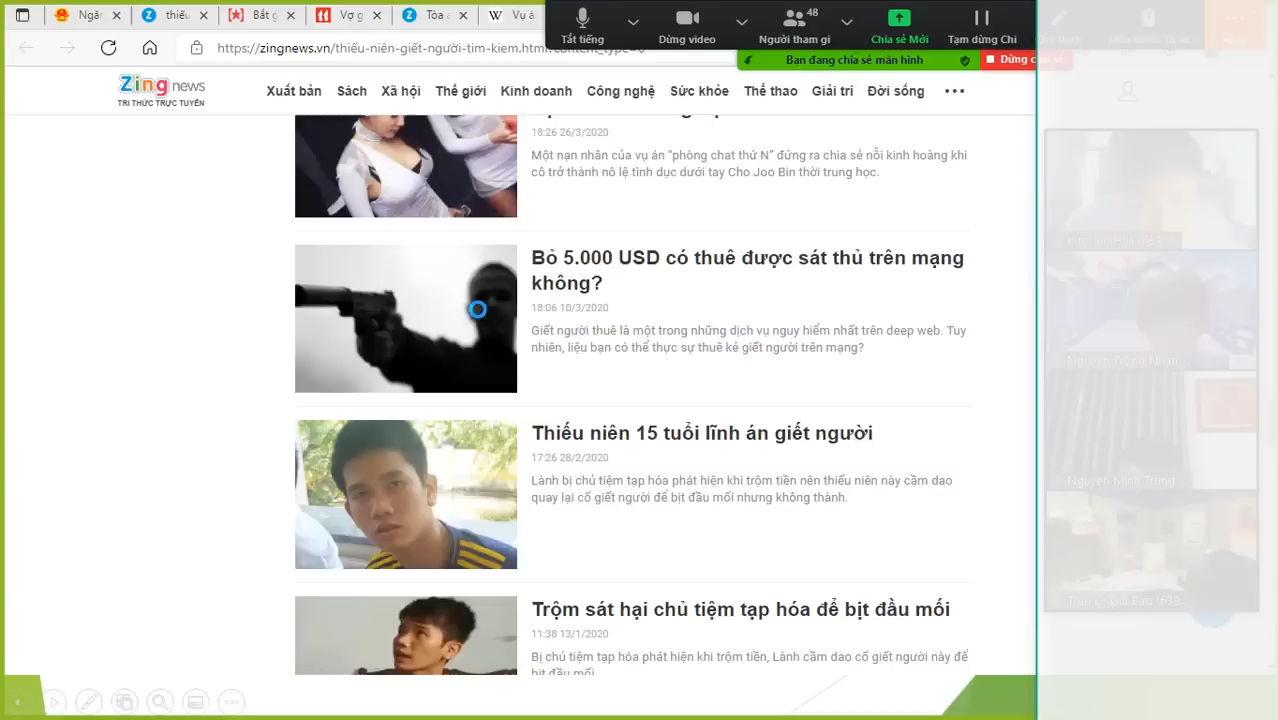 Ngân
thiếu
Bắt g
Vợ g
Tòa a
W Vụ á
48
Tắt tiếng
Dừng video
Người tham gi
Chia sẻ Mới
Tạm dừng Chi
https://zingnews.vn/thiếu-niên-giết-người-tim-kiem.html?content_type=0
Bạn đang chia sẻ màn hình
Dừng chia sẻ
Zing news
TRI THỨC TRỰC TUYẾN
Xuất bản Sách Xã hội Thế giới Kinh doanh Công nghệ Sức khỏe Thể thao Giải trí Đời sống
18:26 26/3/2020
Một nạn nhân của vụ án “phòng chat thứ N” đứng ra chia sẻ nỗi kinh hoàng khi
cô trở thành nô lệ tình dục dưới tay Cho Joo Bin thời trung học.
Bỏ 5.000 USD có thuê được sát thủ trên mạng
không?
18:06 10/3/2020
Giết người thuê là một trong những dịch vụ nguy hiểm nhất trên deep web. Tuy
nhiên, liệu bạn có thể thực sự thuê kẻ giết người trên mạng?
Thiếu niên 15 tuổi lĩnh án giết người
17:26 28/2/2020
Lành bị chủ tiệm tạp hóa phát hiện khi trộm tiền nên thiếu niên này cầm dao
quay lại cố giết người để bịt đầu mối nhưng không thành.
Trộm sát hại chủ tiệm tạp hóa để bịt đầu mối
11:38 13/1/2020
Bị chủ tiệm tạp hóa phát hiện khi trộm tiền, Lành cầm dao cố giết người này để
bịt đầu mối.
Nguyen Minh Trung